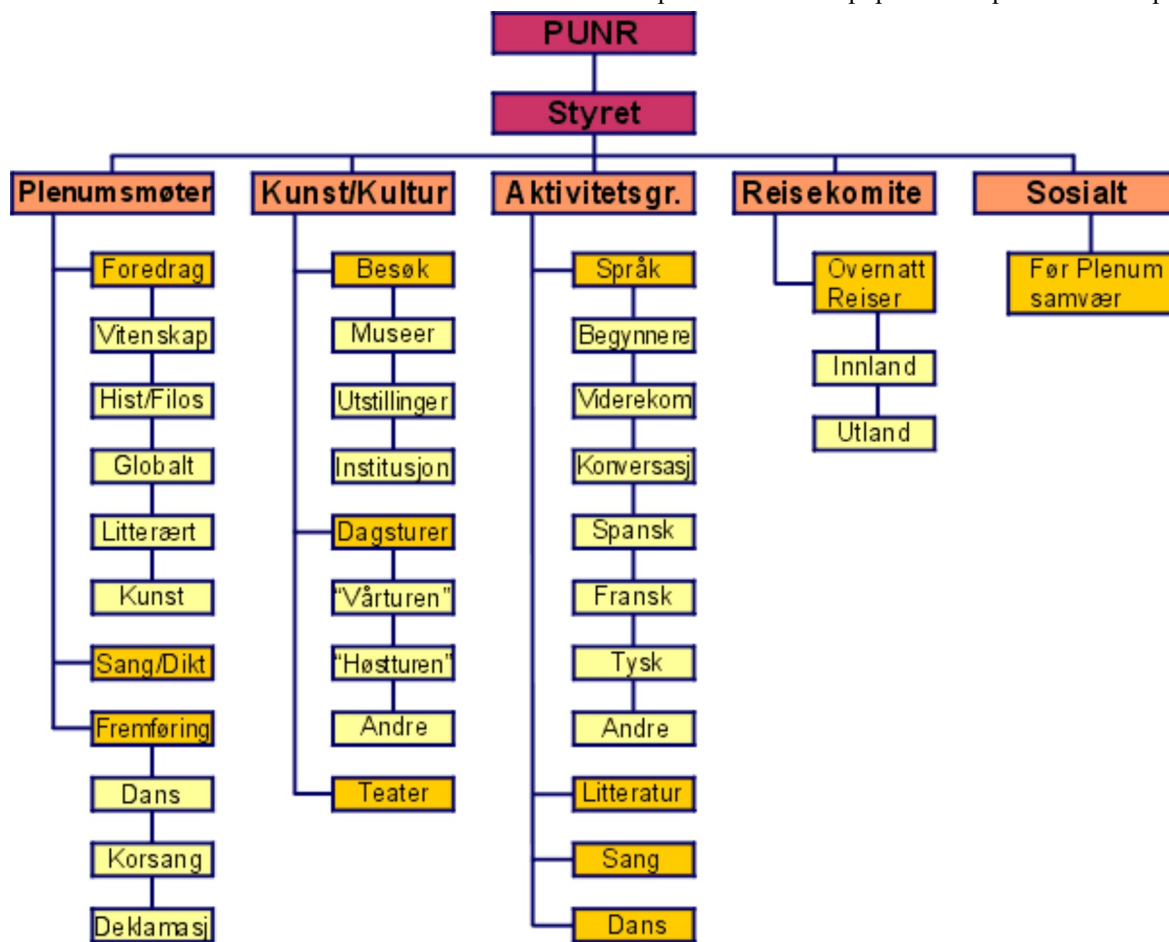 PUNR
Styret
Plenumsmøter
Kunst/Kultur
Aktivitetsgr.
Reisekomite
Sosialt
Foredrag
Vitenskap
Hist/Filos
Globalt
Litterært
Kunst
Sang/Dikt
Fremføring
Dans
Korsang
Deklamasj
Besøk
Museer
Utstillinger
Institusjon
Dagsturer
“Vårturen”
“Høstturen”
Andre
Teater
Språk
Begynnere
Viderekom
Konversasj
Spansk
Fransk
Tysk
Andre
Litteratur
Sang
Dans
Overnatt
Reiser
Innland
Utland
Før Plenum
samvær